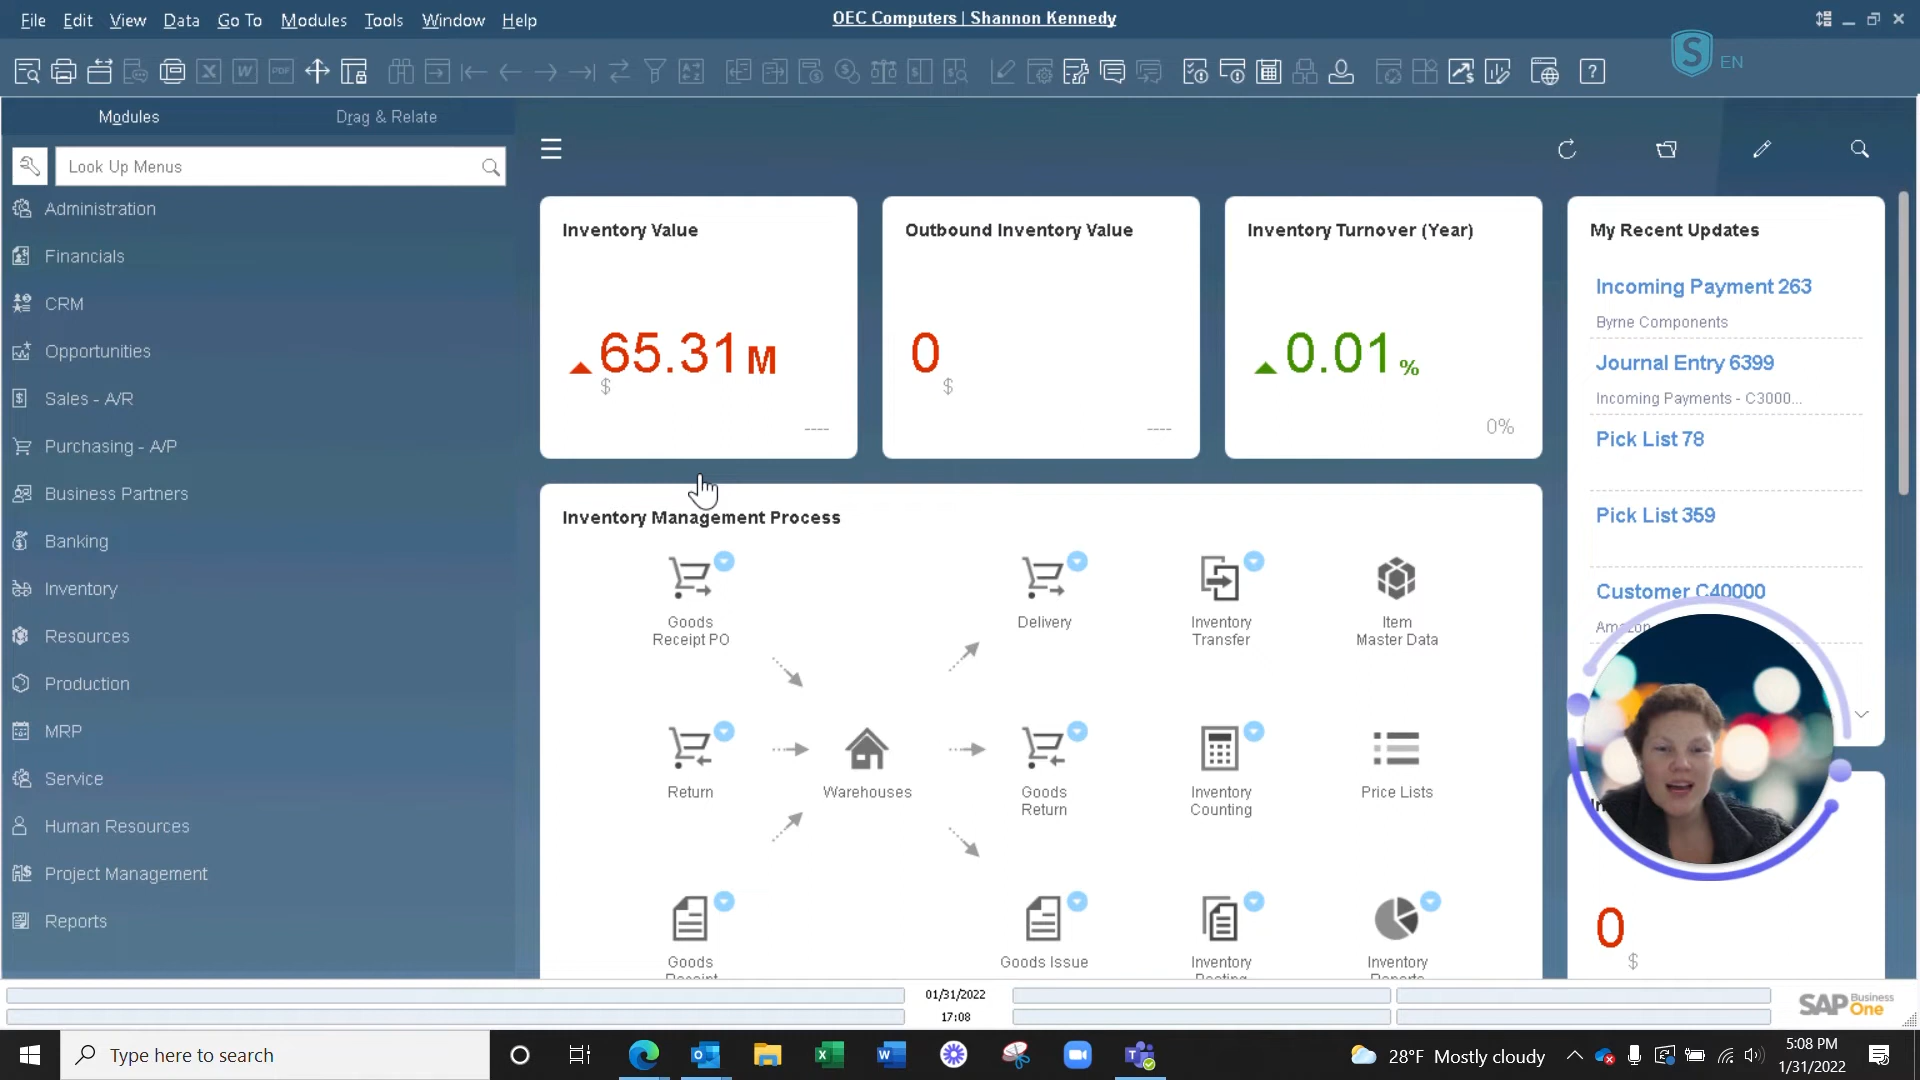 File Edit View Data Go To Modules Tools Window Help
OEC Computers | Shannon Kennedy
S EN
Modules
Drag & Relate
Look Up Menus
Administration
Financials
CRM
Opportunities
Sales - A/R
Purchasing - A/P
Business Partners
Banking
Inventory
Resources
Production
MRP
Service
Human Resources
Project Management
Reports
Inventory Value
65.31 M
$
----
Outbound Inventory Value
0
$
----
Inventory Turnover (Year)
0.01 %
0%
My Recent Updates
Incoming Payment 263
Byrne Components
Journal Entry 6399
Incoming Payments - C3000...
Pick List 78
Pick List 359
Customer C40000
Amazon
Inventory Management Process
Goods
Receipt PO
Delivery
Inventory
Transfer
Item
Master Data
Return
Warehouses
Goods
Return
Inventory
Counting
Price Lists
Goods
Receipt
Goods Issue
Inventory
Posting
Inventory
Reports
0
$
01/31/2022
17:08
SAP Business
One
Type here to search
28°F Mostly cloudy
5:08 PM
1/31/2022